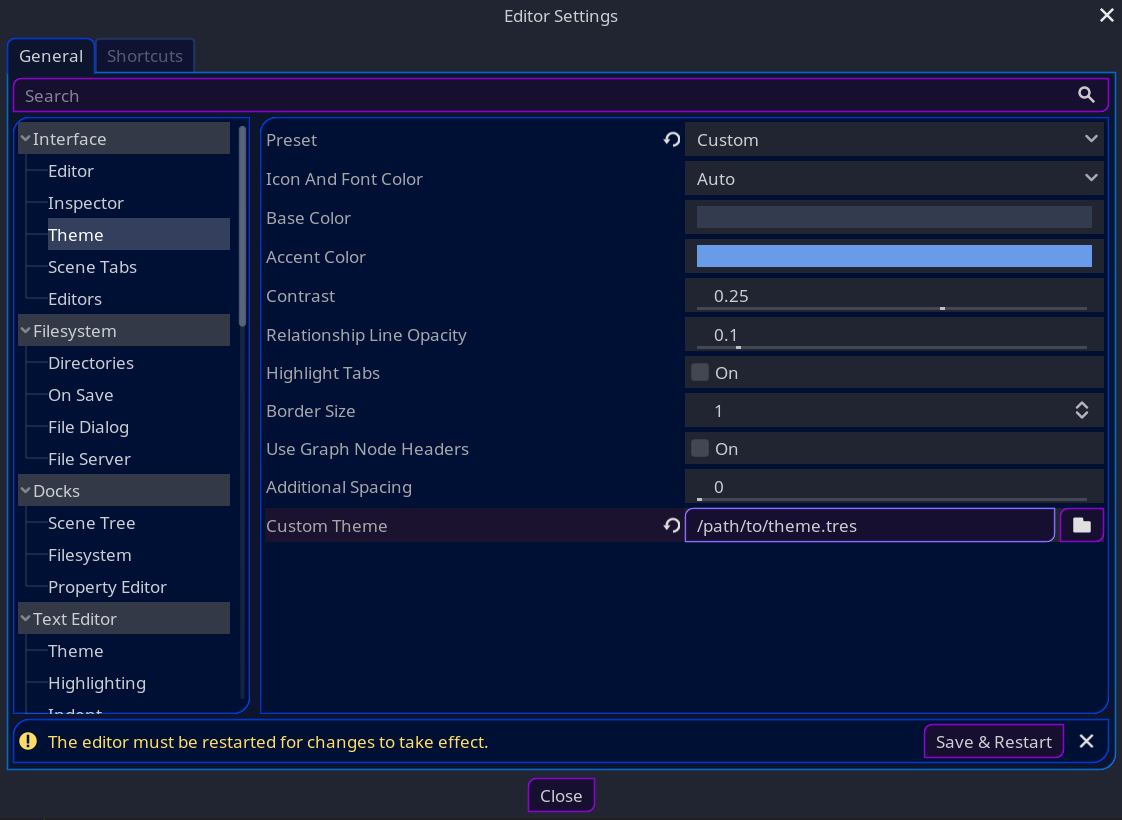 Editor Settings
General
Shortcuts
Search
Interface
Editor
Inspector
Theme
Scene Tabs
Editors
Filesystem
Directories
On Save
File Dialog
File Server
Docks
Scene Tree
Filesystem
Property Editor
Text Editor
Theme
Highlighting
Indent
Preset Custom
Icon And Font Color Auto
Base Color
Accent Color
Contrast 0.25
Relationship Line Opacity 0.1
Highlight Tabs On
Border Size 1
Use Graph Node Headers On
Additional Spacing 0
Custom Theme /path/to/theme.tres
The editor must be restarted for changes to take effect.
Save & Restart
Close